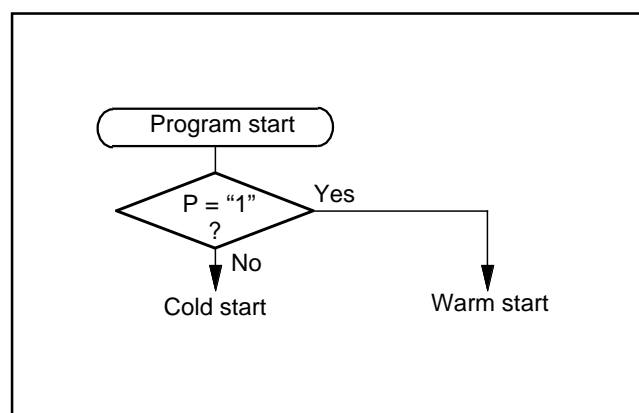 Program start
P = “1”
?
Yes
No
Cold start
Warm start